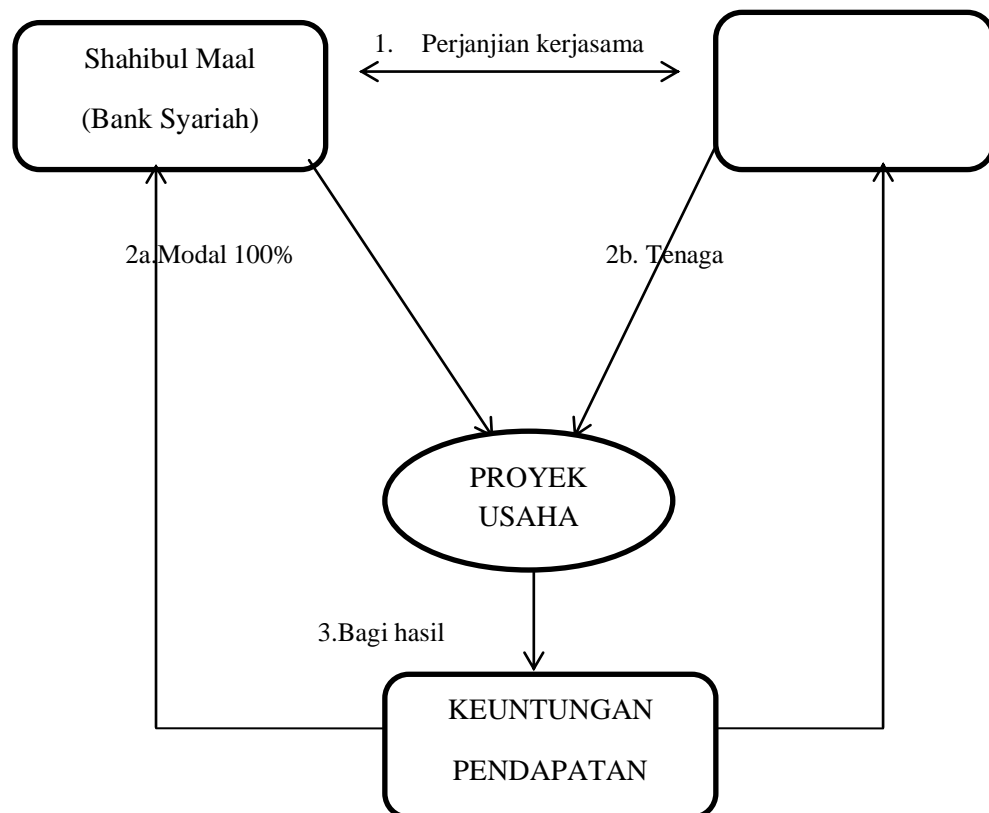 Shahibul Maal
(Bank Syariah)
1. Perjanjian kerjasama
2a.Modal 100%
2b. Tenaga
PROYEK
USAHA
3.Bagi hasil
KEUNTUNGAN
PENDAPATAN